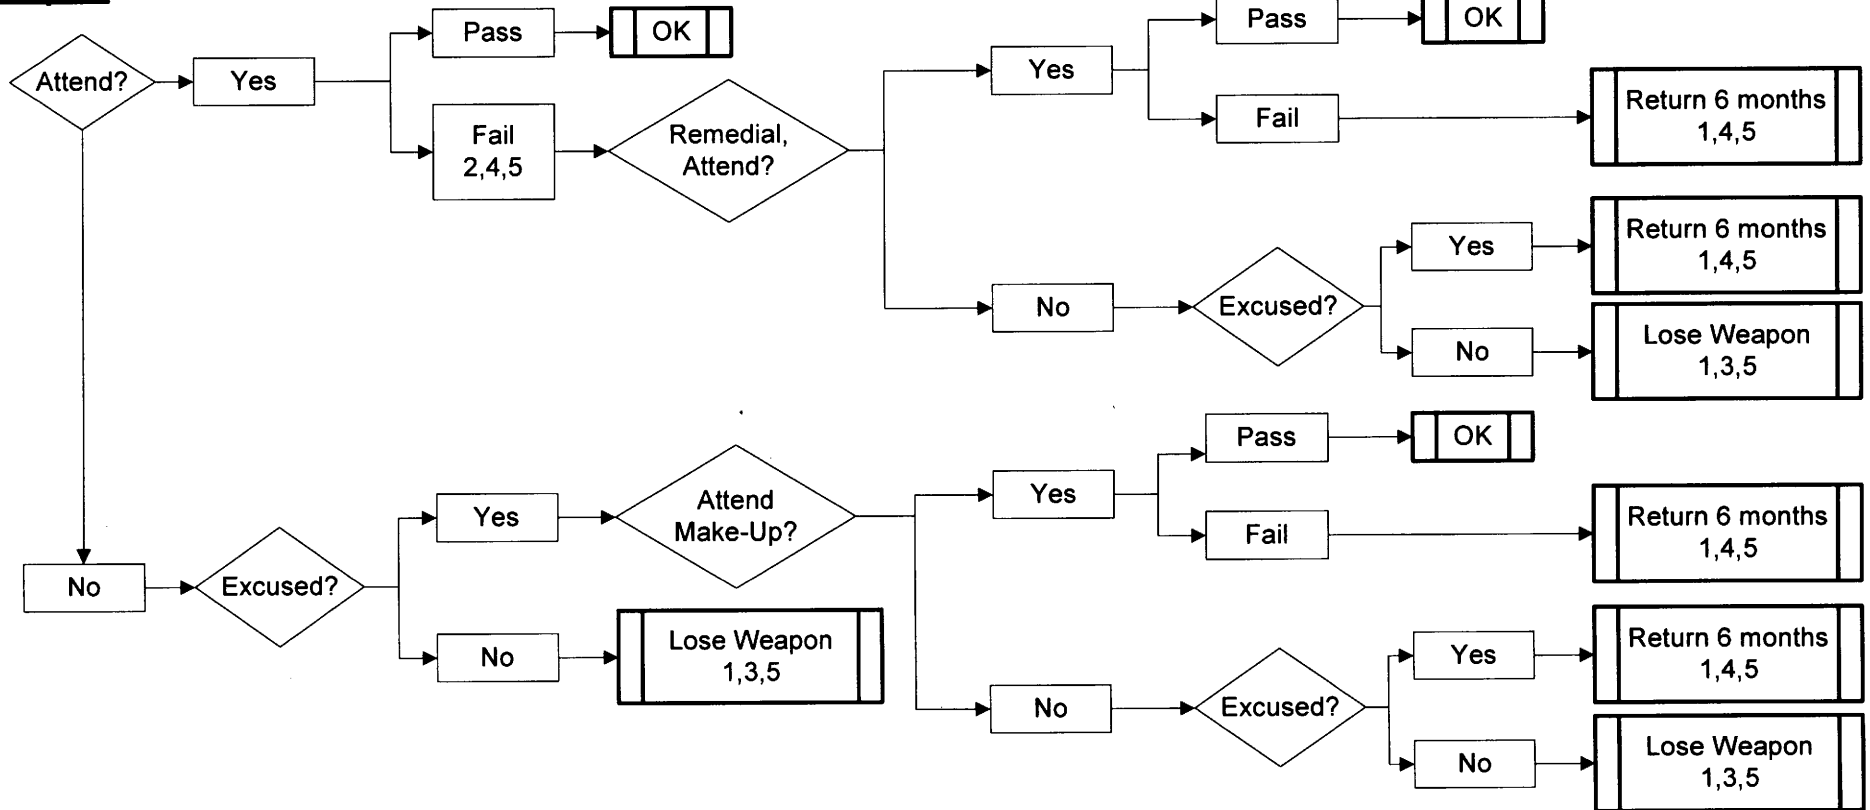 Attend?
Yes
Pass
OK
Fail
2,4,5
Remedial,
Attend?
Yes
Pass
OK
Fail
Return 6 months
1,4,5
No
Excused?
Yes
Return 6 months
1,4,5
No
Lose Weapon
1,3,5
No
Excused?
Yes
Attend
Make-Up?
Yes
Pass
OK
Fail
Return 6 months
1,4,5
No
Lose Weapon
1,3,5
No
Excused?
Yes
Return 6 months
1,4,5
No
Lose Weapon
1,3,5